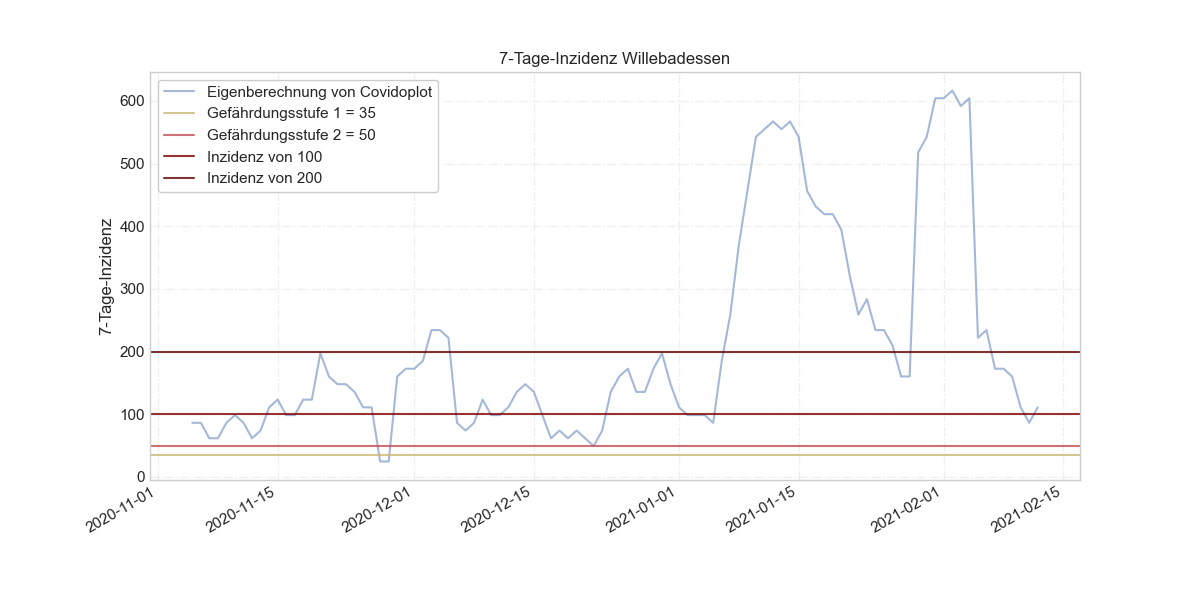 7-Tage-Inzidenz Willebadessen
Eigenberechnung von Covidoplot
Gefährdungsstufe 1 = 35
Gefährdungsstufe 2 = 50
Inzidenz von 100
Inzidenz von 200
7-Tage-Inzidenz
600
500
400
300
200
100
0
2020-11-01
2020-11-15
2020-12-01
2020-12-15
2021-01-01
2021-01-15
2021-02-01
2021-02-15